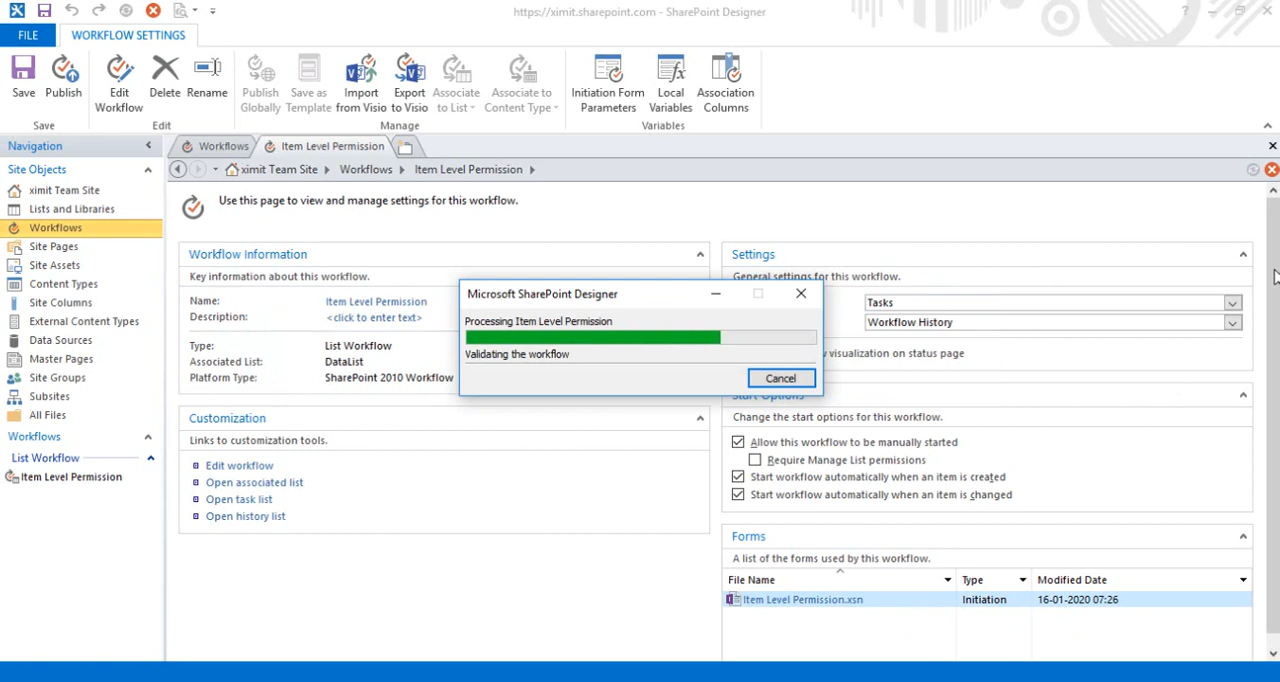 https://ximit.sharepoint.com - SharePoint Designer
FILE
WORKFLOW SETTINGS
Save
Publish
Edit Workflow
Delete
Rename
Publish Globally
Save as Template
Import from Visio
Export to Visio
Associate to List
Associate to Content Type
Initiation Form Parameters
Local Variables
Association Columns
Save
Edit
Manage
Variables
Navigation
Workflows
Item Level Permission
Site Objects
ximit Team Site
Workflows
Item Level Permission
ximit Team Site
Lists and Libraries
Workflows
Site Pages
Site Assets
Content Types
Site Columns
External Content Types
Data Sources
Master Pages
Site Groups
Subsites
All Files
Workflows
List Workflow
Item Level Permission
Use this page to view and manage settings for this workflow.
Workflow Information
Key information about this workflow.
Name: Item Level Permission
Description: <click to enter text>
Type: List Workflow
Associated List: DataList
Platform Type: SharePoint 2010 Workflow
Customization
Links to customization tools.
Edit workflow
Open associated list
Open task list
Open history list
Microsoft SharePoint Designer
Processing Item Level Permission
Validating the workflow
Cancel
Settings
General settings for this workflow.
Tasks
Workflow History
visualization on status page
Start Options
Change the start options for this workflow.
Allow this workflow to be manually started
Require Manage List permissions
Start workflow automatically when an item is created
Start workflow automatically when an item is changed
Forms
A list of the forms used by this workflow.
File Name Type Modified Date
Item Level Permission.xsn Initiation 16-01-2020 07:26